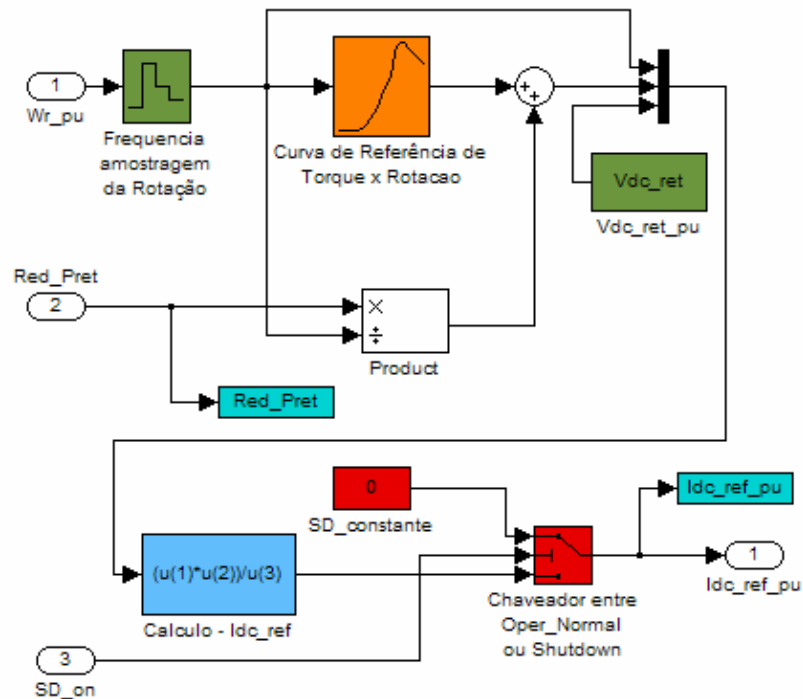 1
Wr_pu
Frequencia
amostragem
da Rotação
Curva de Referência de
Torque x Rotacao
+
+
Vdc_ret
Vdc_ret_pu
Red_Pret
2
×
÷
Product
Red_Pret
0
SD_constante
Idc_ref_pu
(u(1)*u(2))/u(3)
Calculo - Idc_ref
Chaveador entre
Oper_Normal
ou Shutdown
1
Idc_ref_pu
3
SD_on